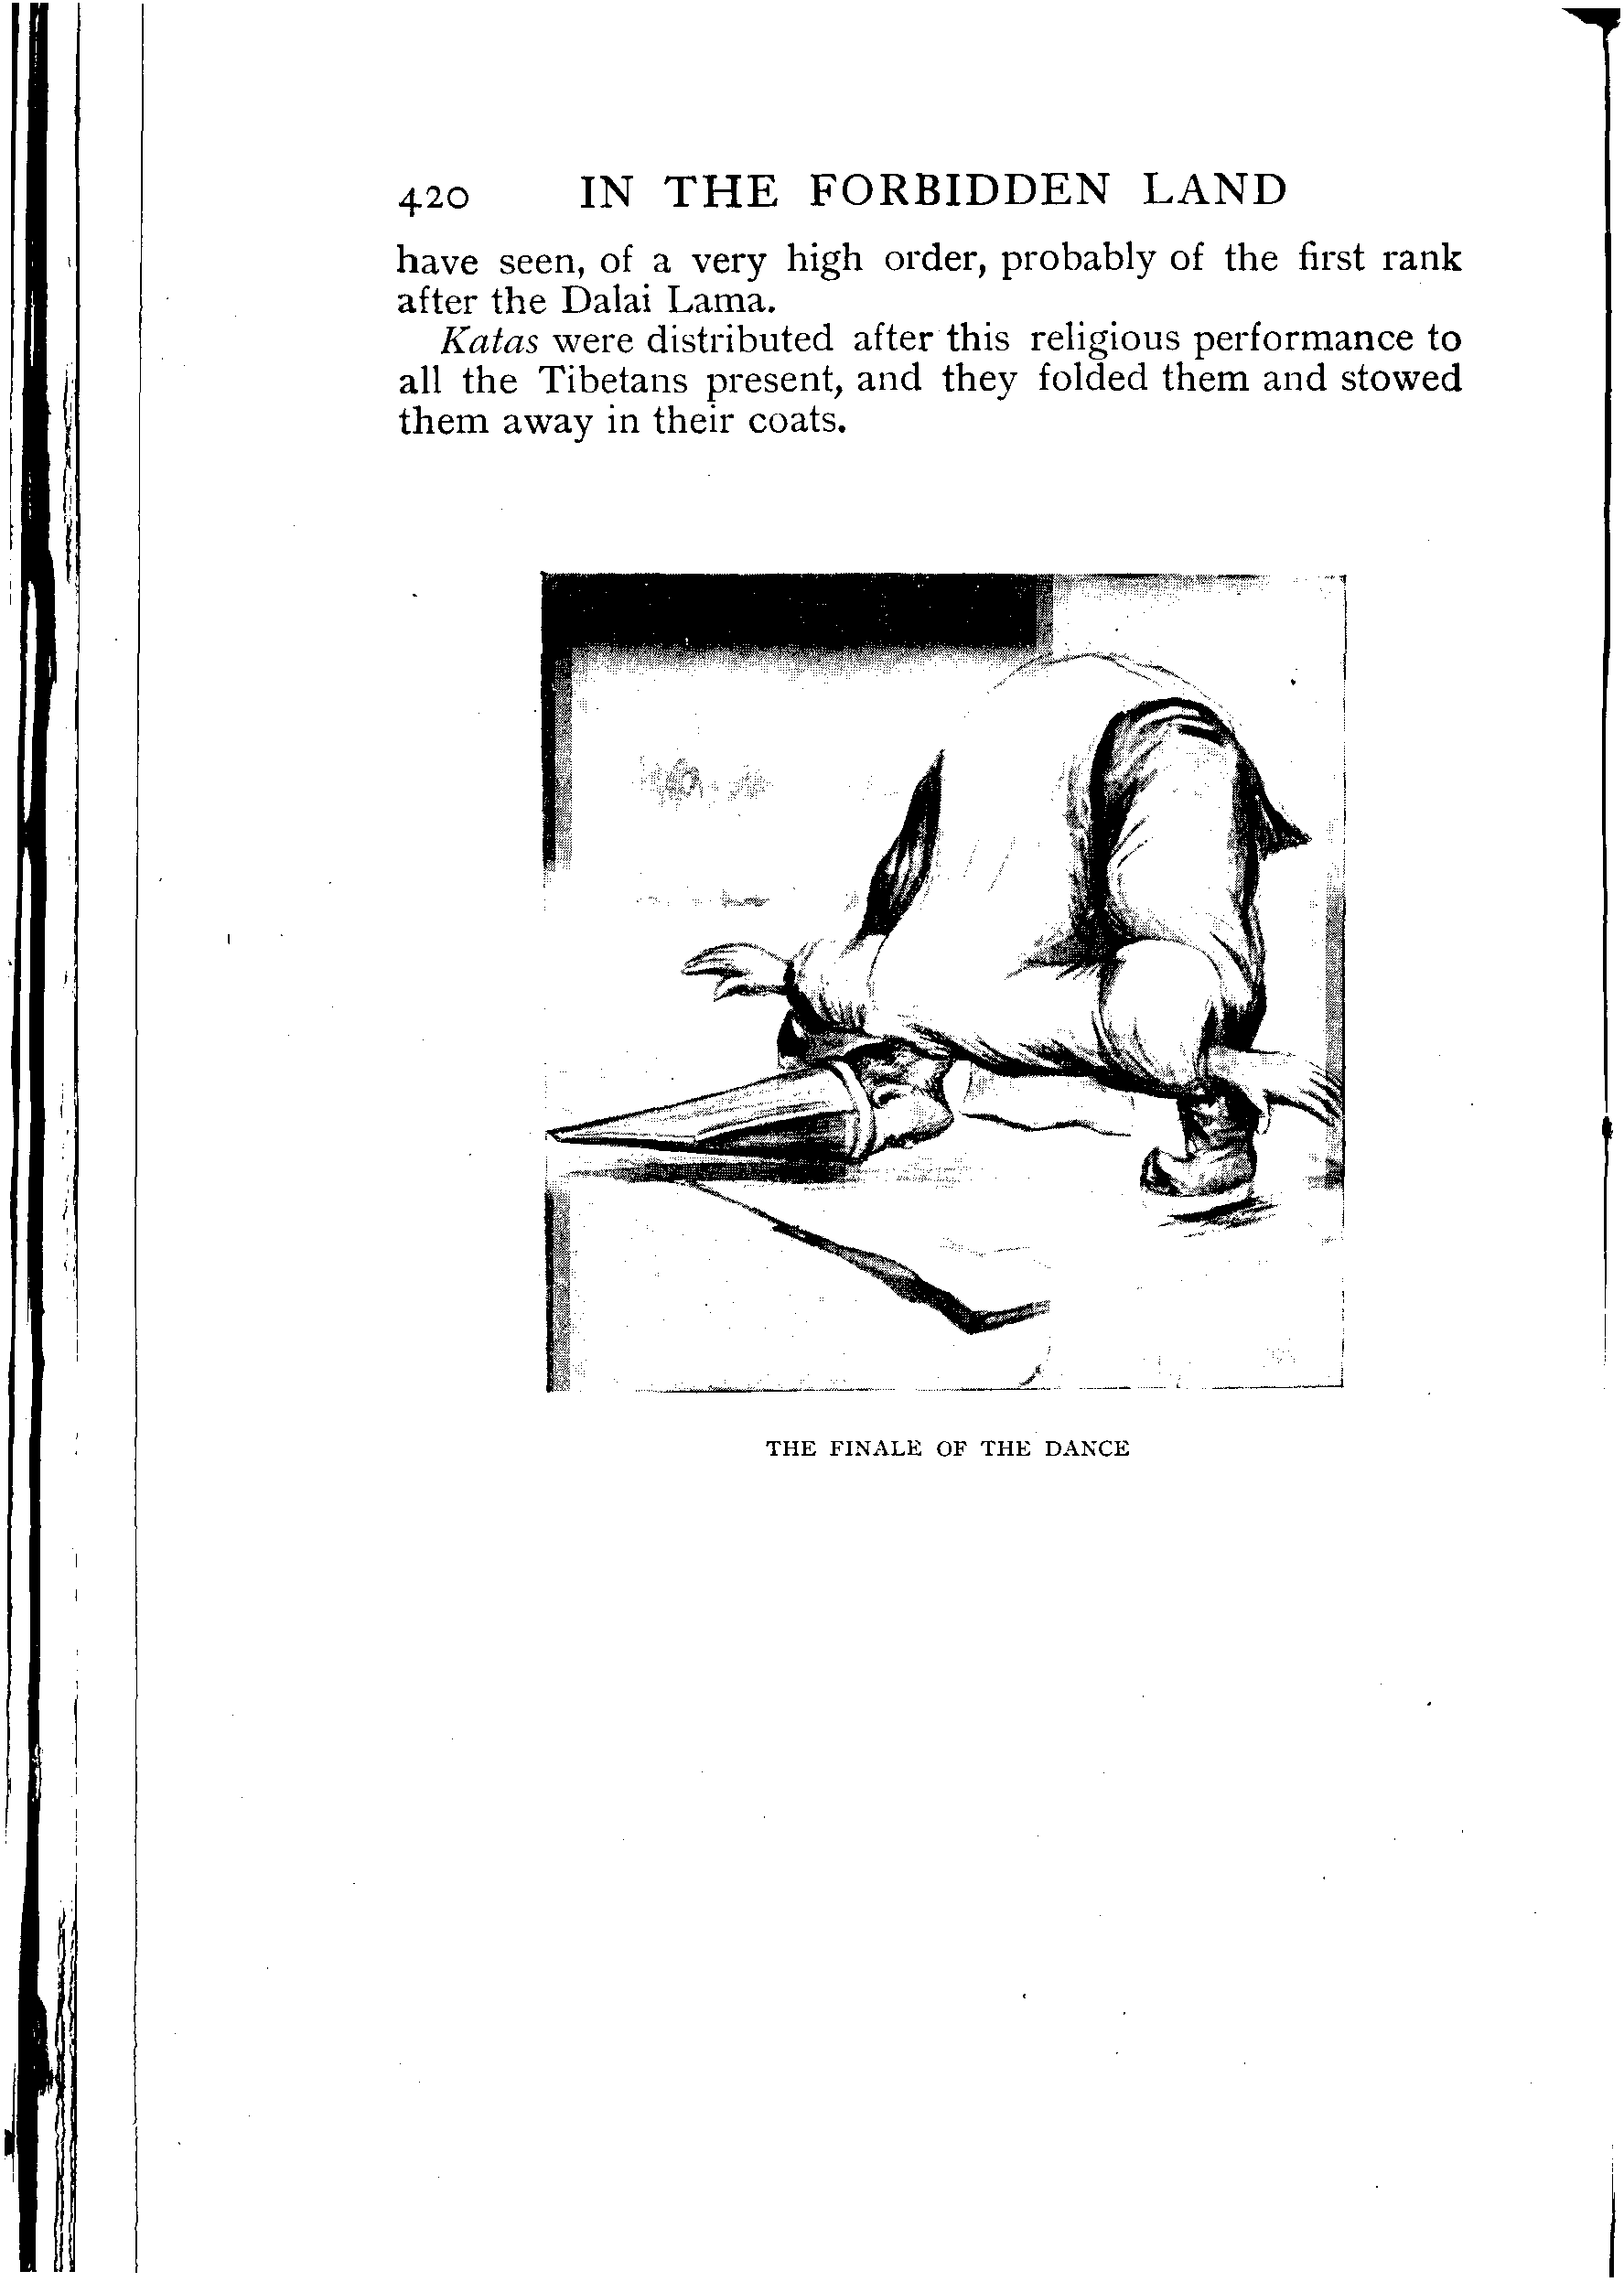 420 IN THE FORBIDDEN LAND
have seen, of a very high order, probably of the first rank
after the Dalai Lama.
Katas were distributed after this religious performance to
all the Tibetans present, and they folded them and stowed
them away in their coats.
THE FINALE OF THE DANCE